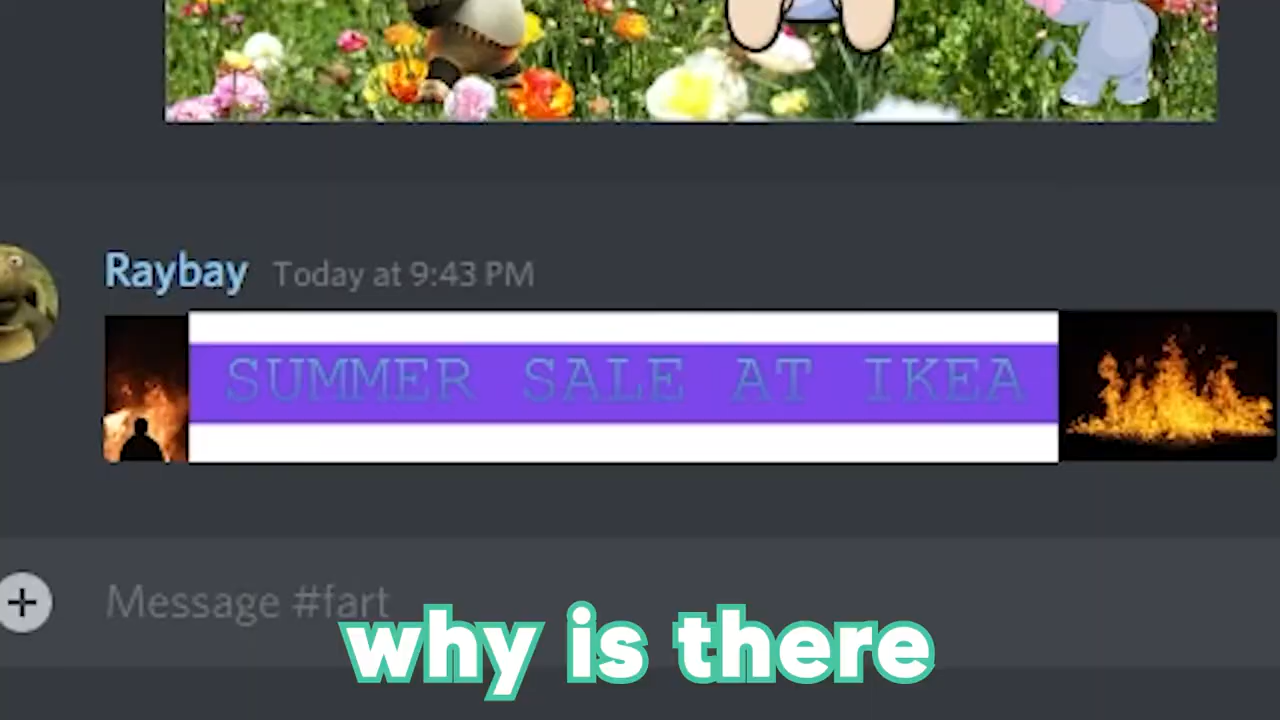 Raybay Today at 9:43 PM
SUMMER SALE AT IKEA
Message #fart
why is there